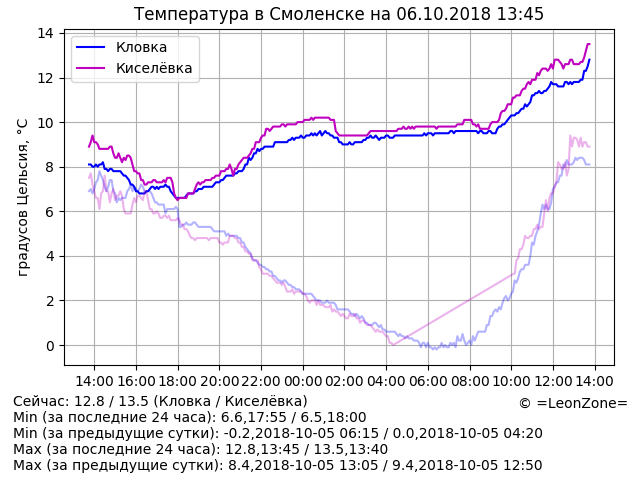 Температура в Смоленске на 06.10.2018 13:45
градусов Цельсия, °C
14
12
10
8
6
4
2
0
Кловка
Киселёвка
14:00 16:00 18:00 20:00 22:00 00:00 02:00 04:00 06:00 08:00 10:00 12:00 14:00
Сейчас: 12.8 / 13.5 (Кловка / Киселёвка)
© =LeonZone=
Min (за последние 24 часа): 6.6,17:55 / 6.5,18:00
Min (за предыдущие сутки): -0.2,2018-10-05 06:15 / 0.0,2018-10-05 04:20
Max (за последние 24 часа): 12.8,13:45 / 13.5,13:40
Max (за предыдущие сутки): 8.4,2018-10-05 13:05 / 9.4,2018-10-05 12:50